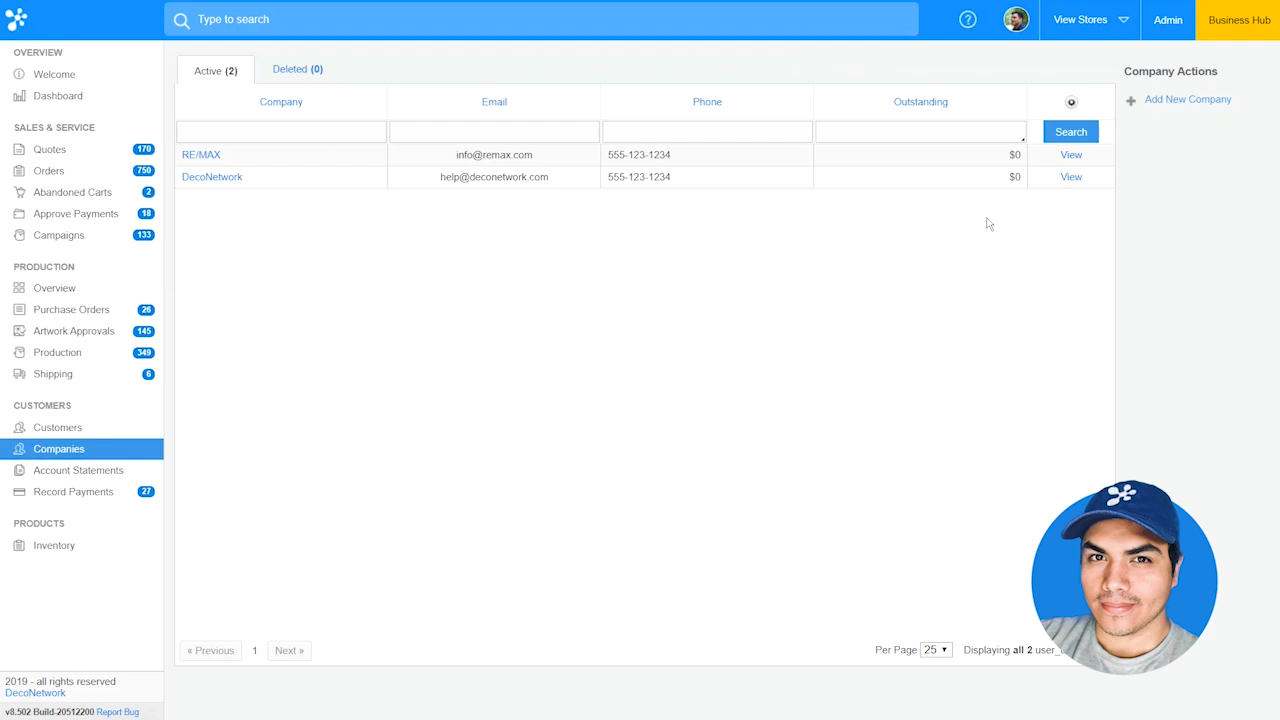 Type to search
?
View Stores
Admin
Business Hub
OVERVIEW
Welcome
Dashboard
SALES & SERVICE
Quotes 170
Orders 750
Abandoned Carts 2
Approve Payments 18
Campaigns 133
PRODUCTION
Overview
Purchase Orders 26
Artwork Approvals 145
Production 349
Shipping 6
CUSTOMERS
Customers
Companies
Account Statements
Record Payments 27
PRODUCTS
Inventory
2019 - all rights reserved
DecoNetwork
v8.502 Build-20512200 Report Bug
Active (2) Deleted (0)
Company Email Phone Outstanding
Search
RE/MAX info@remax.com 555-123-1234 $0 View
DecoNetwork help@deconetwork.com 555-123-1234 $0 View
« Previous 1 Next »
Per Page 25 Displaying all 2
Company Actions
Add New Company